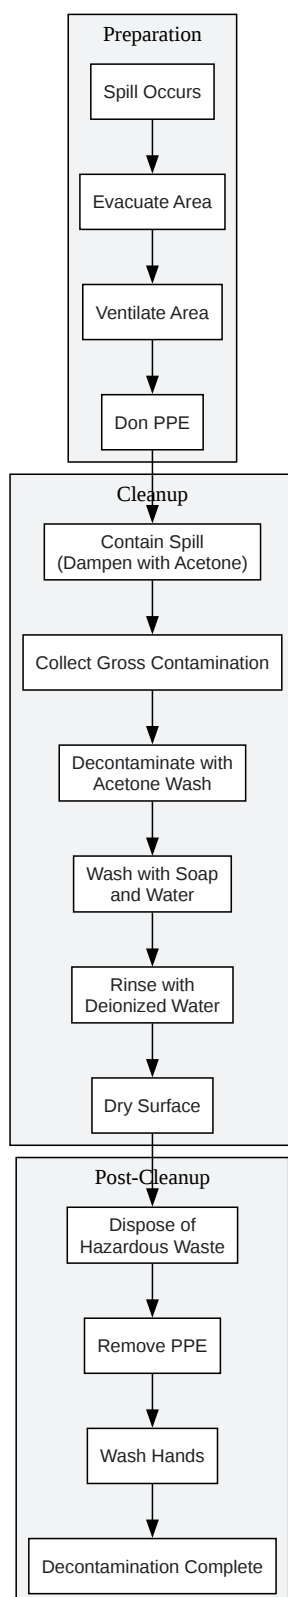 Preparation
Spill Occurs
Evacuate Area
Ventilate Area
Don PPE
Cleanup
Contain Spill
(Dampen with Acetone)
Collect Gross Contamination
Decontaminate with
Acetone Wash
Wash with Soap
and Water
Rinse with
Deionized Water
Dry Surface
Post-Cleanup
Dispose of
Hazardous Waste
Remove PPE
Wash Hands
Decontamination Complete